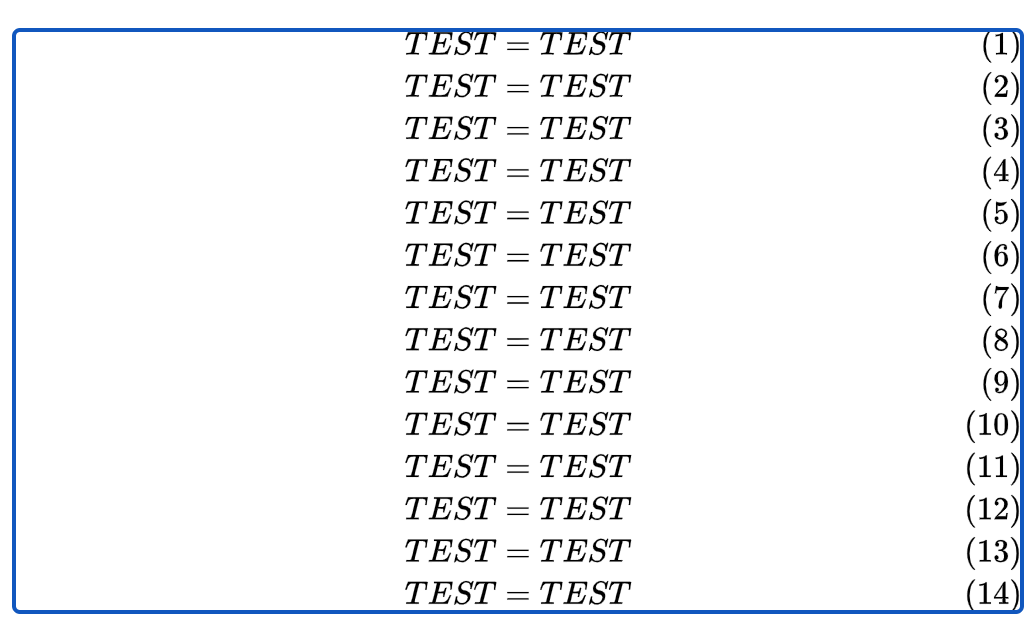 TEST = TEST (1)
TEST = TEST (2)
TEST = TEST (3)
TEST = TEST (4)
TEST = TEST (5)
TEST = TEST (6)
TEST = TEST (7)
TEST = TEST (8)
TEST = TEST (9)
TEST = TEST (10)
TEST = TEST (11)
TEST = TEST (12)
TEST = TEST (13)
TEST = TEST (14)